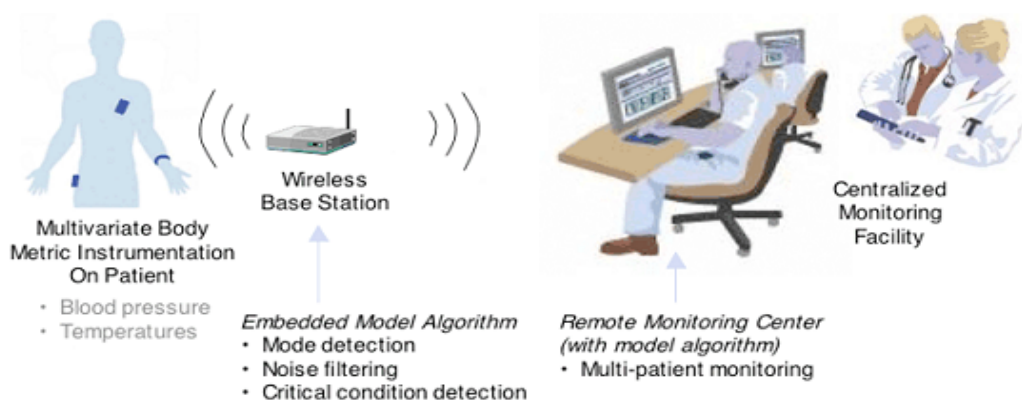 Multivariate Body
Metric Instrumentation
On Patient
• Blood pressure
• Temperatures
Wireless
Base Station
Embedded Model Algorithm
• Mode detection
• Noise filtering
• Critical condition detection
Remote Monitoring Center
(with model algorithm)
• Multi-patient monitoring
Centralized
Monitoring
Facility